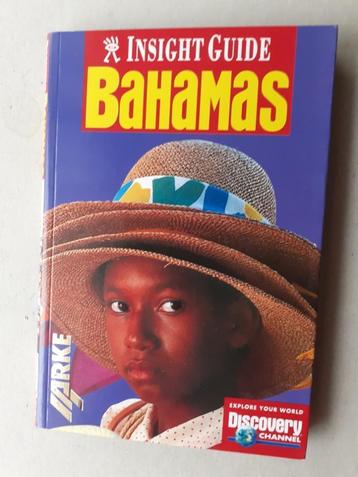 INSIGHT GUIDE
BAHAMAS
ARKE
EXPLORE YOUR WORLD
Discovery
CHANNEL